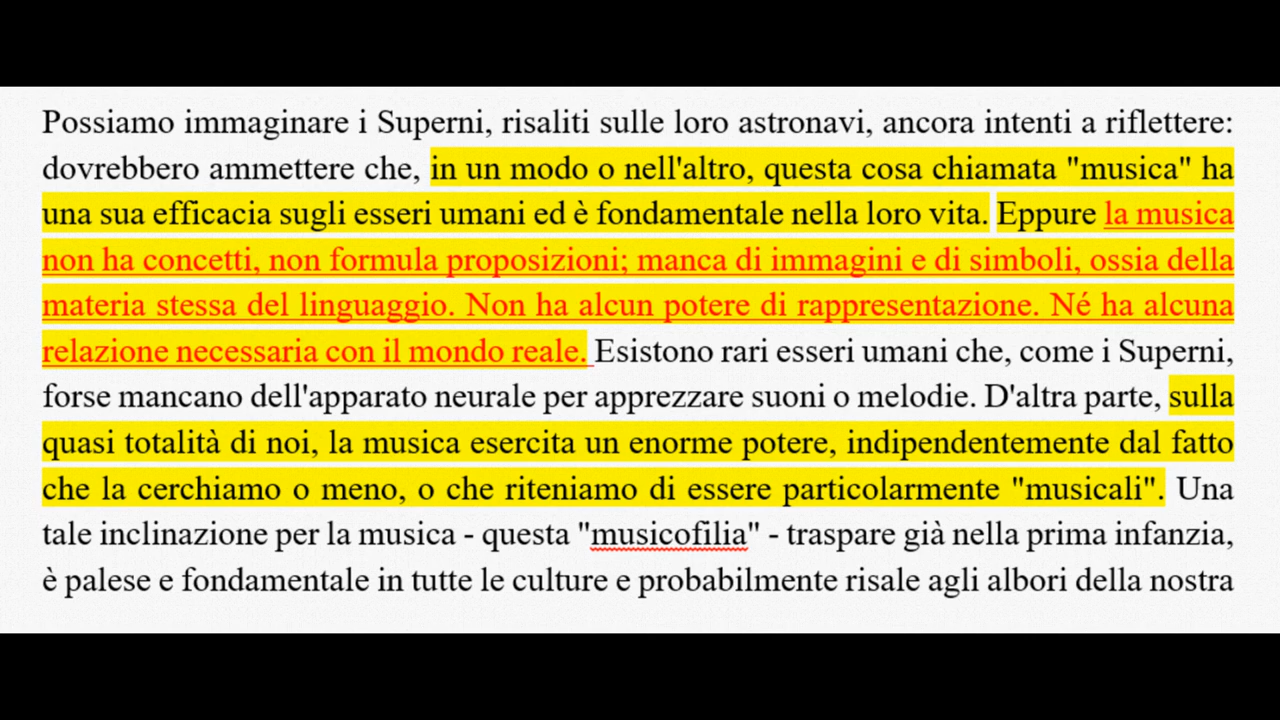 Possiamo immaginare i Superni, risaliti sulle loro astronavi, ancora intenti a riflettere:
dovrebbero ammettere che, in un modo o nell'altro, questa cosa chiamata "musica" ha
una sua efficacia sugli esseri umani ed è fondamentale nella loro vita. Eppure la musica
non ha concetti, non formula proposizioni; manca di immagini e di simboli, ossia della
materia stessa del linguaggio. Non ha alcun potere di rappresentazione. Né ha alcuna
relazione necessaria con il mondo reale. Esistono rari esseri umani che, come i Superni,
forse mancano dell'apparato neurale per apprezzare suoni o melodie. D'altra parte, sulla
quasi totalità di noi, la musica esercita un enorme potere, indipendentemente dal fatto
che la cerchiamo o meno, o che riteniamo di essere particolarmente "musicali". Una
tale inclinazione per la musica - questa "musicofilia" - traspare già nella prima infanzia,
è palese e fondamentale in tutte le culture e probabilmente risale agli albori della nostra